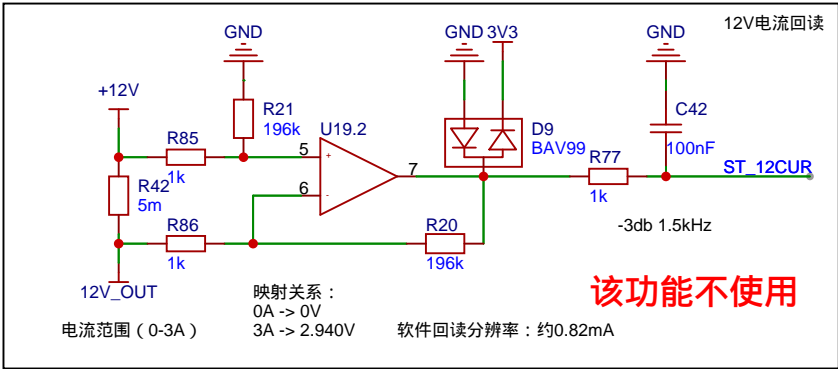 12V电流回读
GND
GND 3V3
GND
+12V
R21
196k
U19.2
C42
100nF
R85
1k
5
+
7
D9
BAV99
R77
1k
ST_12CUR
R42
5m
6
-
R86
1k
R20
196k
-3db 1.5kHz
12V_OUT
映射关系：
0A -> 0V
3A -> 2.940V
该功能不使用
电流范围（0-3A）
软件回读分辨率：约0.82mA